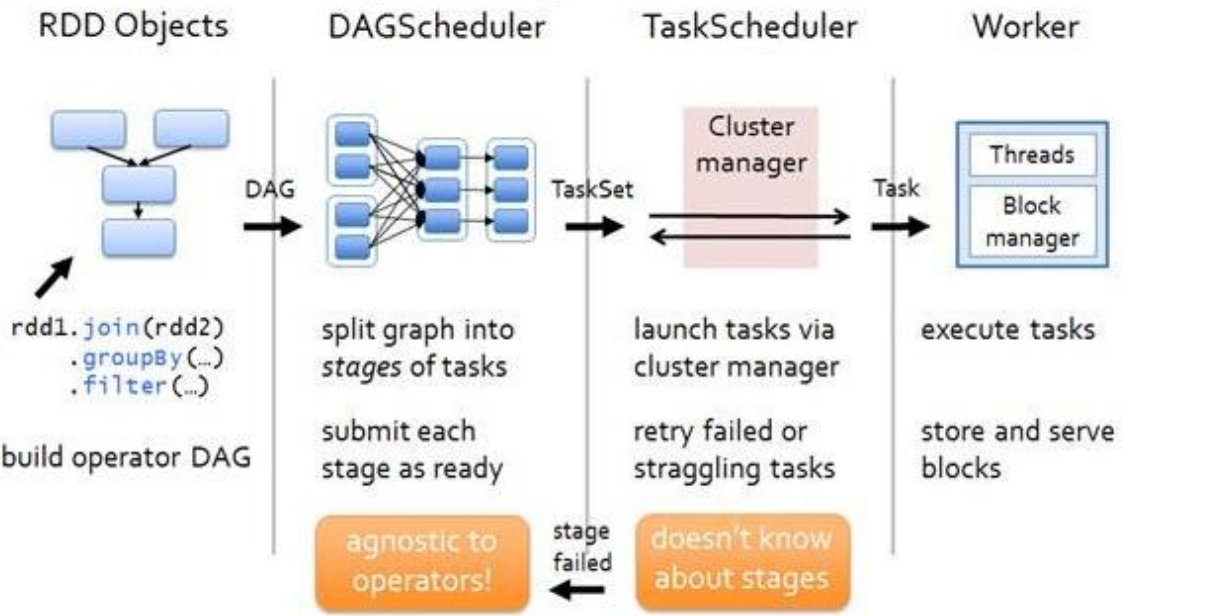 RDD Objects
DAGScheduler
TaskScheduler
Worker
DAG
TaskSet
Cluster
manager
Task
Threads
Block
manager
rdd1.join(rdd2)
.groupBy(…)
.filter(…)
build operator DAG
split graph into
stages of tasks
submit each
stage as ready
launch tasks via
cluster manager
retry failed or
straggling tasks
execute tasks
store and serve
blocks
agnostic to
operators!
stage
failed
doesn't know
about stages